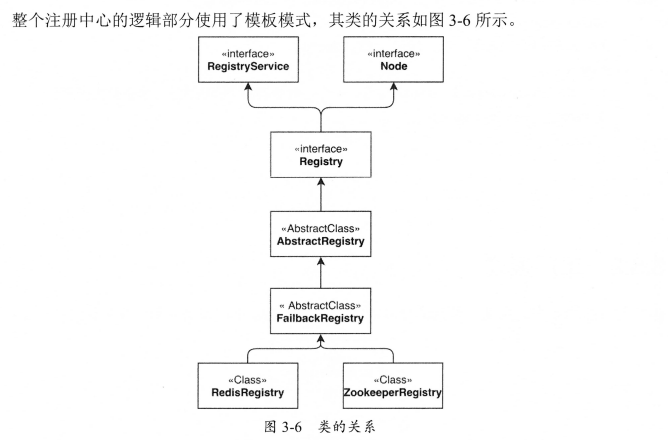 整个注册中心的逻辑部分使用了模板模式，其类的关系如图 3-6 所示。
«interface»
RegistryService
«interface»
Node
«interface»
Registry
«AbstractClass»
AbstractRegistry
« AbstractClass»
FailbackRegistry
«Class»
RedisRegistry
«Class»
ZookeeperRegistry
图 3-6 类的关系